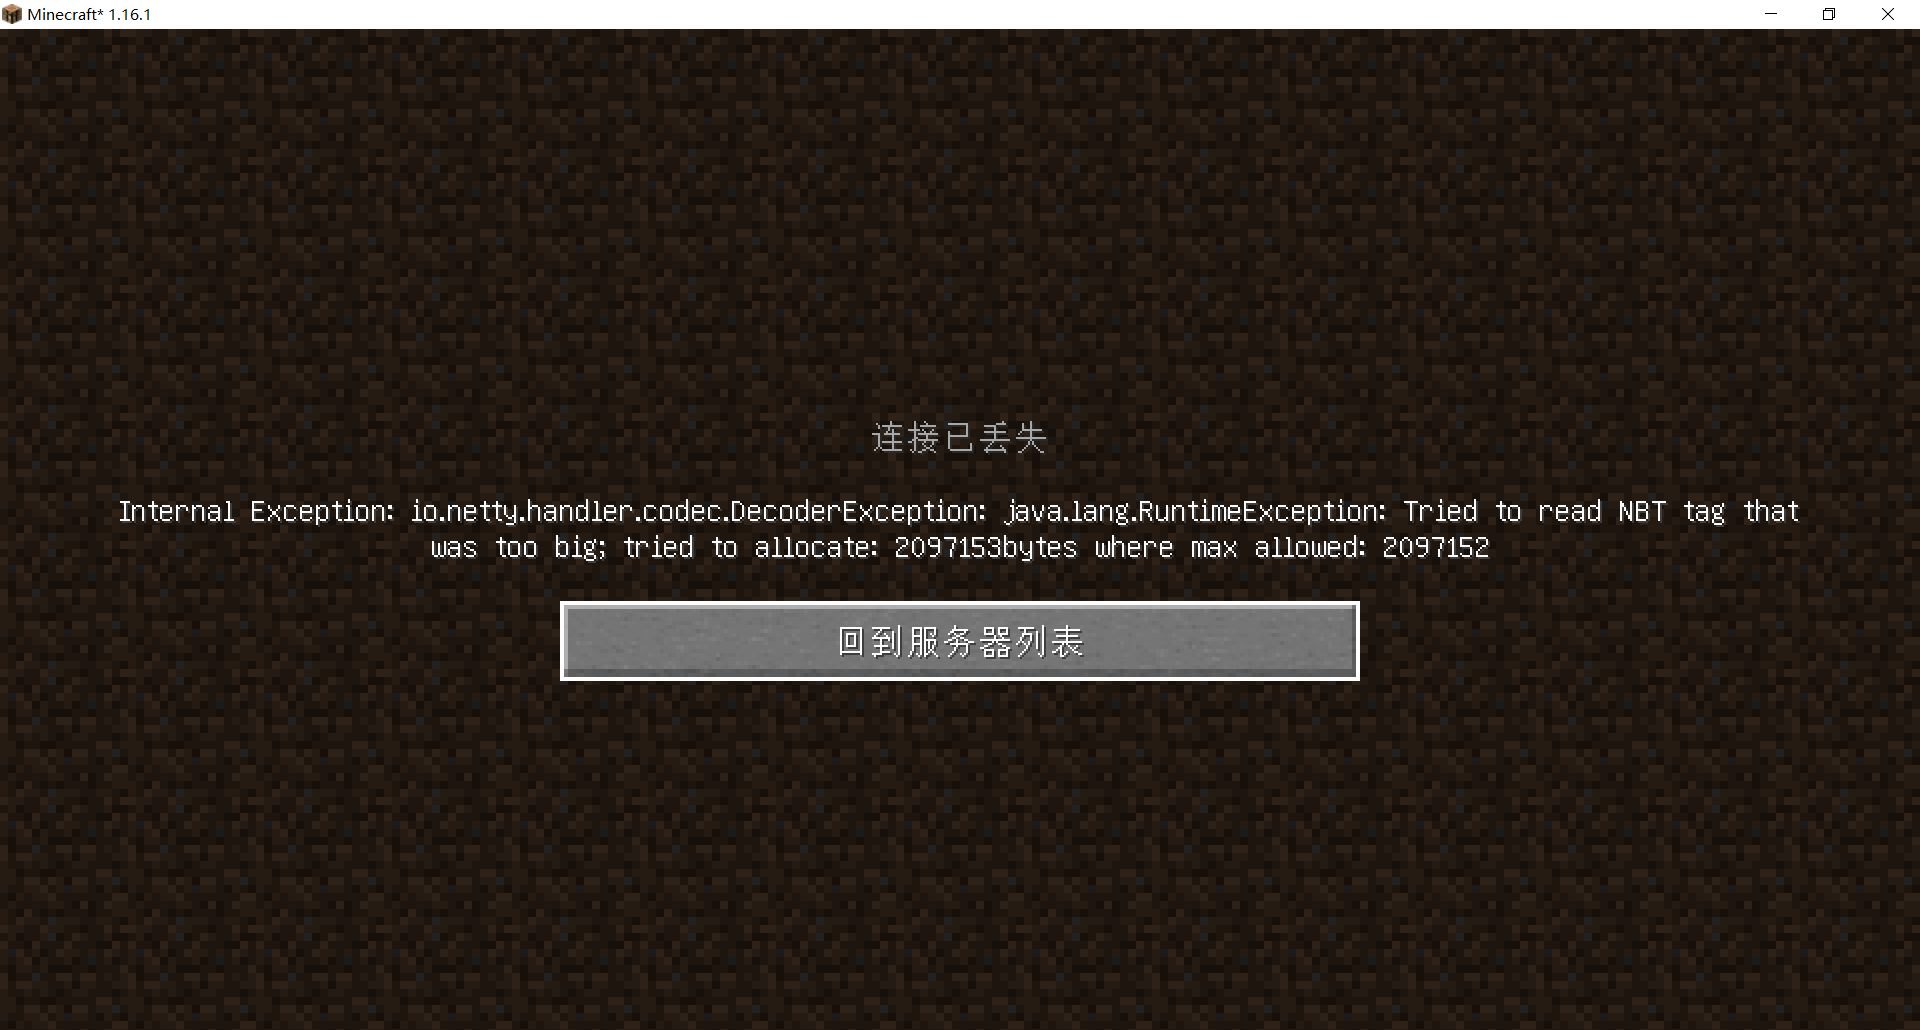 Minecraft* 1.16.1
连接已丢失
Internal Exception: io.netty.handler.codec.DecoderException: java.lang.RuntimeException: Tried to read NBT tag that
was too big; tried to allocate: 2097153bytes where max allowed: 2097152
回到服务器列表